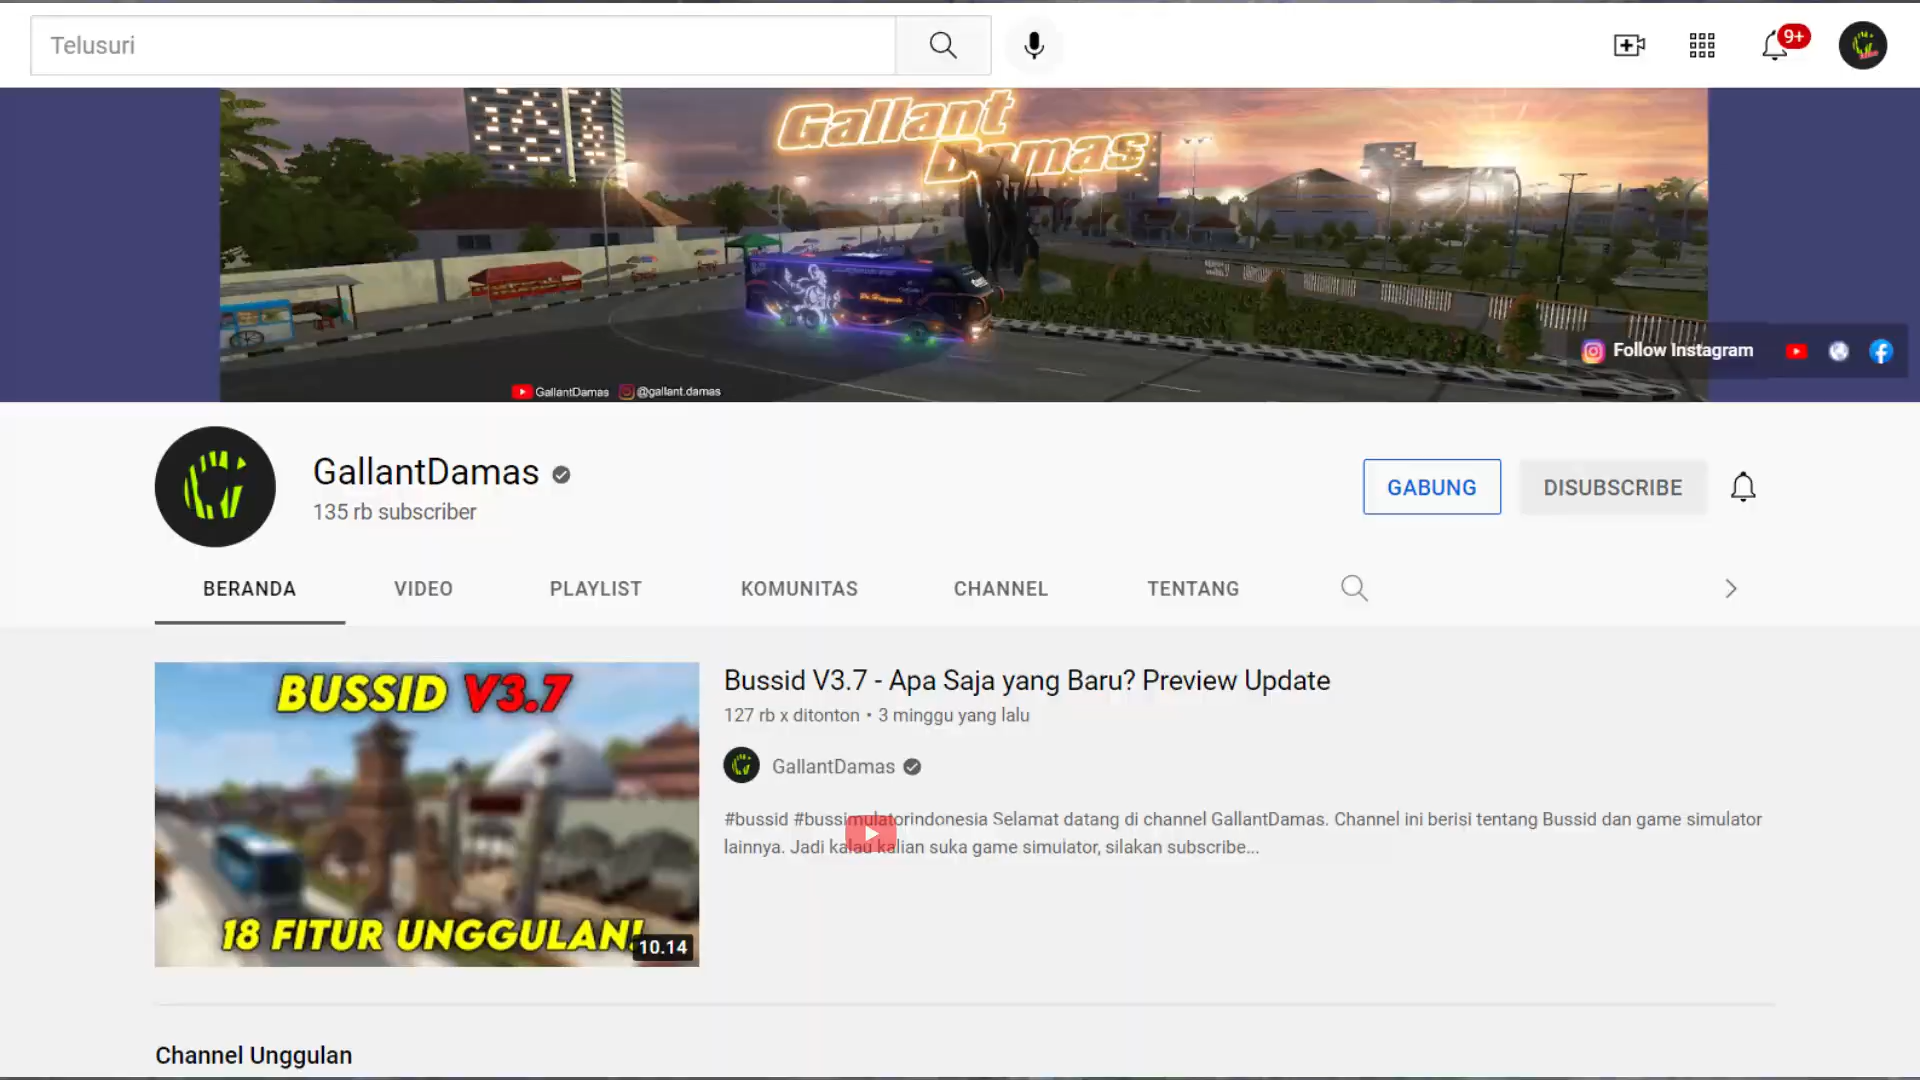 Telusuri
9+
Gallant
Damas
Follow Instagram
GallantDamas @gallant.damas
GallantDamas
135 rb subscriber
GABUNG
DISUBSCRIBE
BERANDA VIDEO PLAYLIST KOMUNITAS CHANNEL TENTANG
BUSSID V3.7
18 FITUR UNGGULAN!
10.14
Bussid V3.7 - Apa Saja yang Baru? Preview Update
127 rb x ditonton • 3 minggu yang lalu
GallantDamas
#bussid #bussimulatorindonesia Selamat datang di channel GallantDamas. Channel ini berisi tentang Bussid dan game simulator
lainnya. Jadi kalau kalian suka game simulator, silakan subscribe...
Channel Unggulan